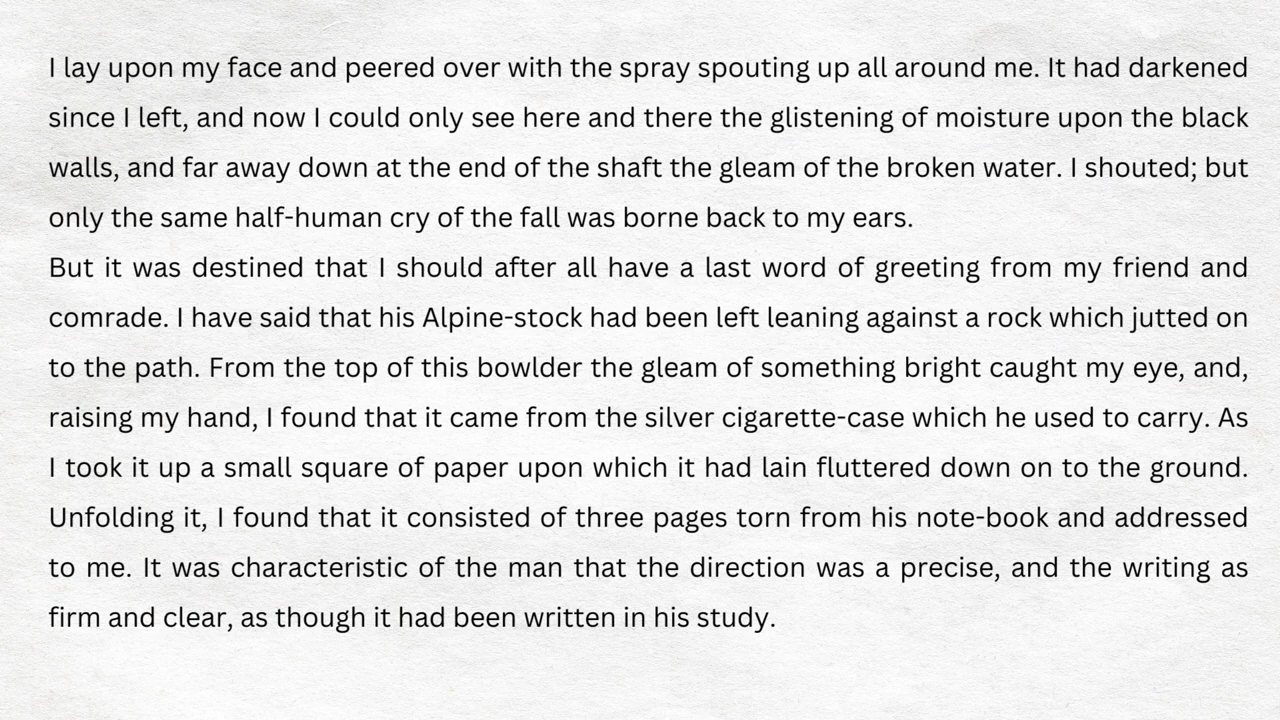 I lay upon my face and peered over with the spray spouting up all around me. It had darkened
since I left, and now I could only see here and there the glistening of moisture upon the black
walls, and far away down at the end of the shaft the gleam of the broken water. I shouted; but
only the same half-human cry of the fall was borne back to my ears.
But it was destined that I should after all have a last word of greeting from my friend and
comrade. I have said that his Alpine-stock had been left leaning against a rock which jutted on
to the path. From the top of this bowlder the gleam of something bright caught my eye, and,
raising my hand, I found that it came from the silver cigarette-case which he used to carry. As
I took it up a small square of paper upon which it had lain fluttered down on to the ground.
Unfolding it, I found that it consisted of three pages torn from his note-book and addressed
to me. It was characteristic of the man that the direction was a precise, and the writing as
firm and clear, as though it had been written in his study.